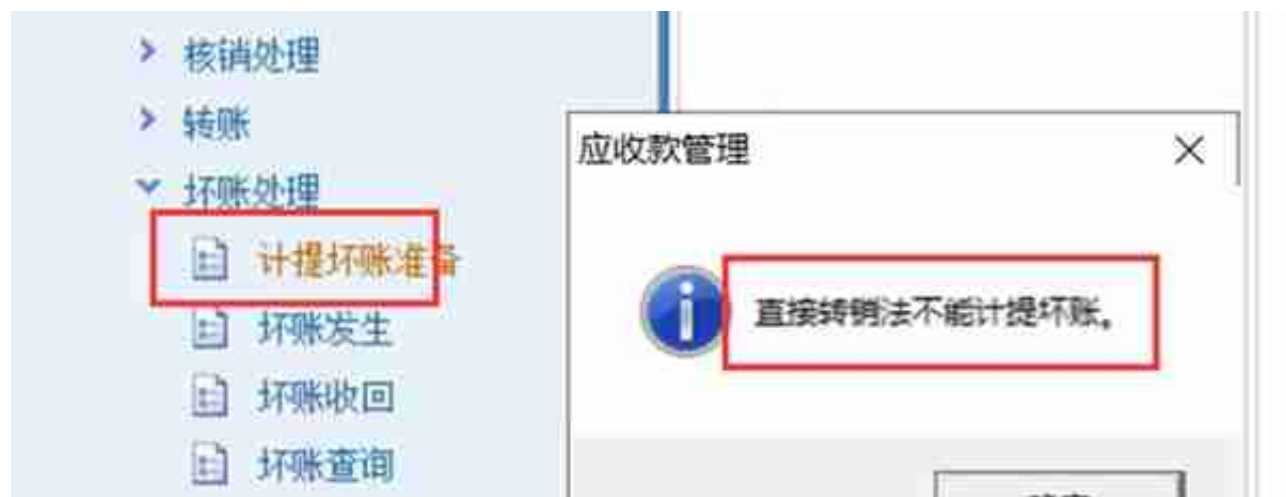 核销处理
转账
坏账处理
计提坏账准备
坏账发生
坏账收回
坏账查询
应收款管理
直接转销法不能计提坏账。